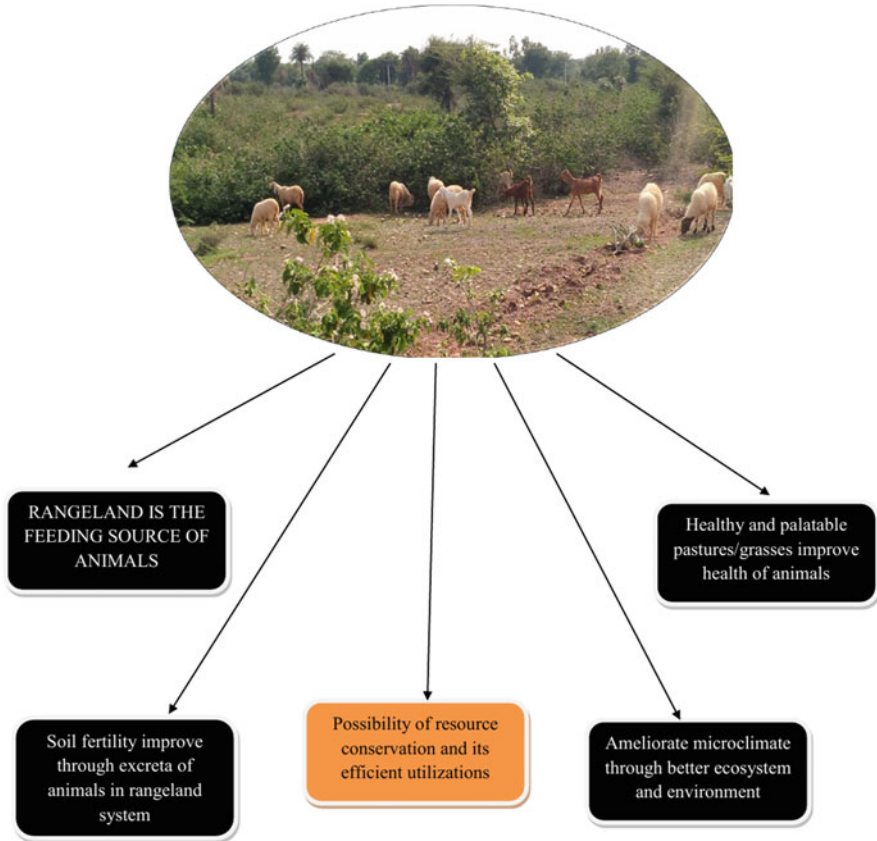 RANGELAND IS THE
FEEDING SOURCE OF
ANIMALS
Healthy and palatable
pastures/grasses improve
health of animals
Soil fertility improve
through excreta of
animals in rangeland
system
Possibility of resource
conservation and its
efficient utilizations
Ameliorate microclimate
through better ecosystem
and environment